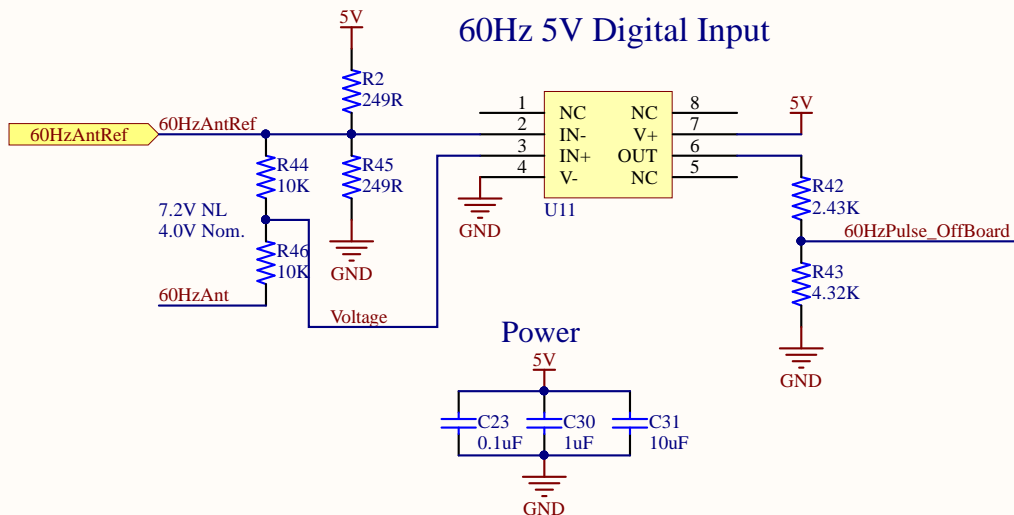 60Hz 5V Digital Input
5V
R2
249R
60HzAntRef
60HzAntRef
R44
10K
R45
249R
7.2V NL
4.0V Nom.
R46
10K
GND
60HzAnt
Voltage
1
NC
2
IN-
3
IN+
4
V-
NC
8
V+
7
OUT
6
NC
5
U11
GND
5V
R42
2.43K
60HzPulse_OffBoard
R43
4.32K
GND
Power
5V
C23
0.1uF
C30
1uF
C31
10uF
GND